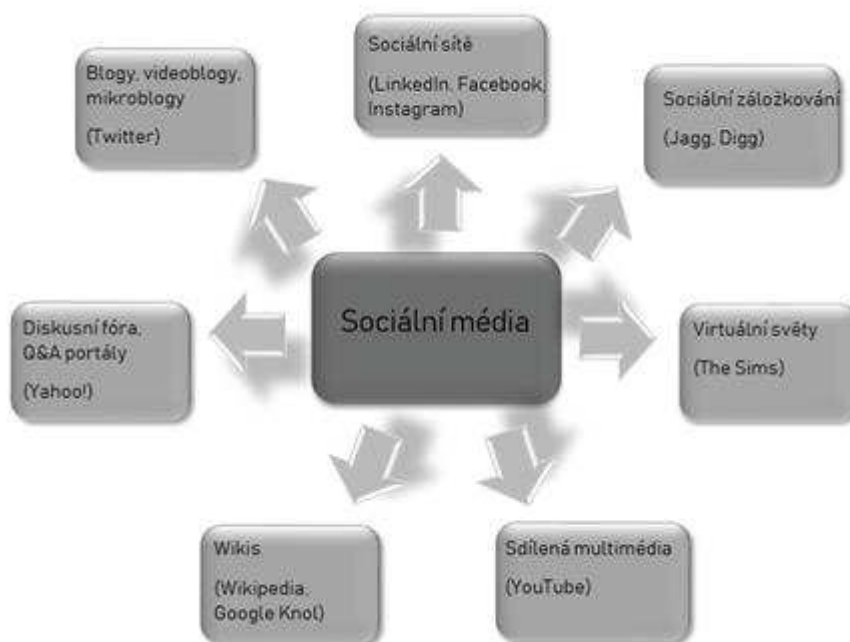 Sociální sítě
(LinkedIn, Facebook,
Instagram)
Blogy, videoblogy,
mikroblogy
(Twitter)
Sociální záložkování
(Jagg, Digg)
Sociální média
Diskusní fóra,
Q&A portály
(Yahoo!)
Virtuální světy
(The Sims)
Wikis
(Wikipedia,
Google Knol)
Sdílená multimédia
(YouTube)